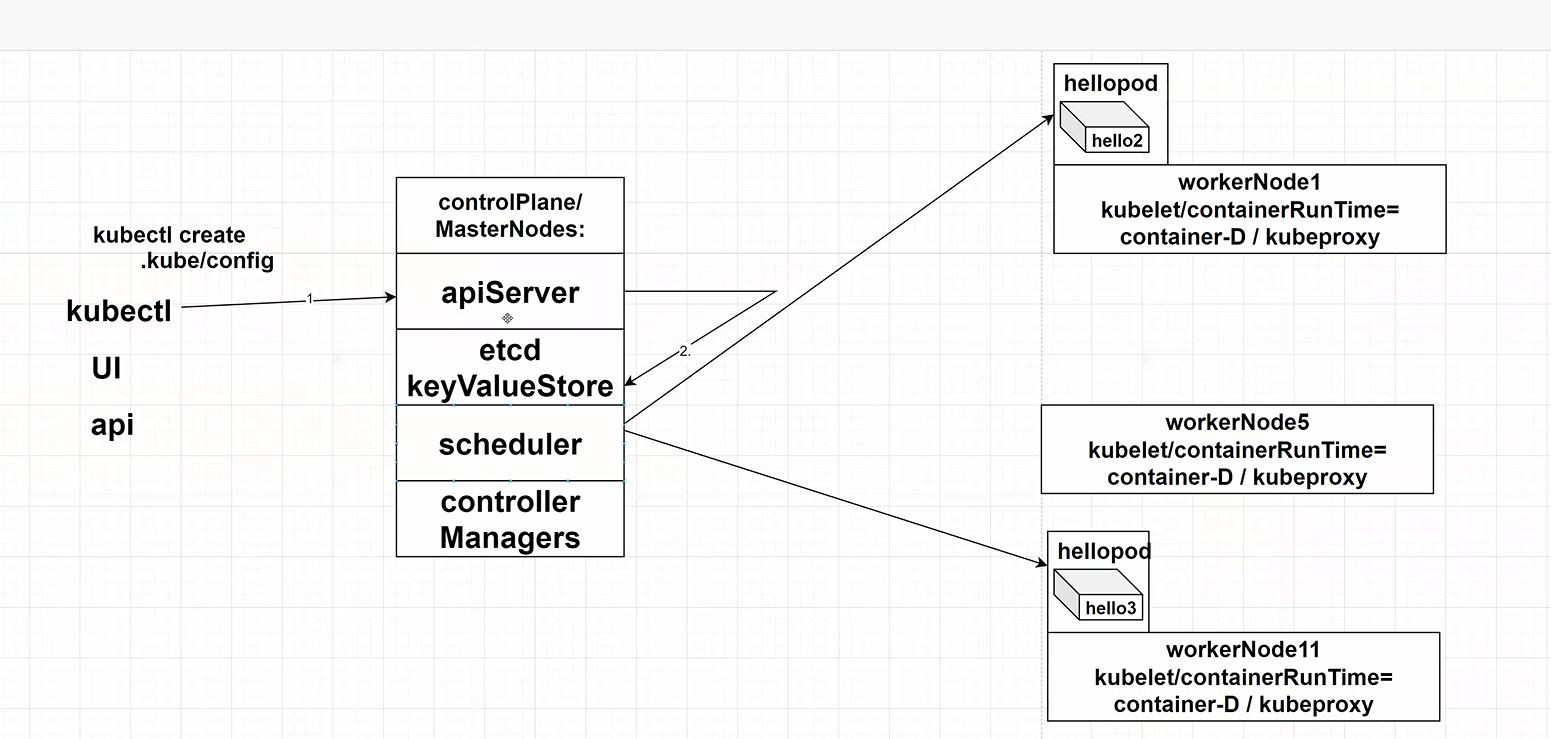 kubectl create
.kube/config
kubectl
UI
api
1
controlPlane/
MasterNodes:
apiServer
etcd
keyValueStore
scheduler
controller
Managers
2.
hellopod
hello2
workerNode1
kubelet/containerRunTime=
container-D / kubeproxy
workerNode5
kubelet/containerRunTime=
container-D / kubeproxy
hellopod
hello3
workerNode11
kubelet/containerRunTime=
container-D / kubeproxy